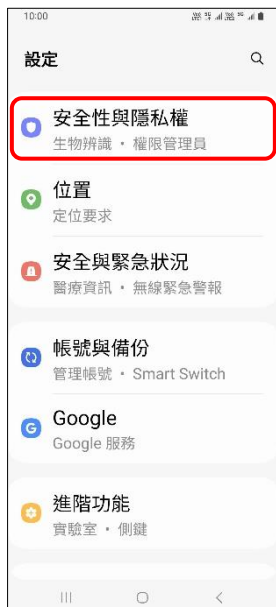 10:00
設定
安全性與隱私權
生物辨識 • 權限管理員
位置
定位要求
安全與緊急狀況
醫療資訊 • 無線緊急警報
帳號與備份
管理帳號 • Smart Switch
Google
Google 服務
進階功能
實驗室 • 側鍵